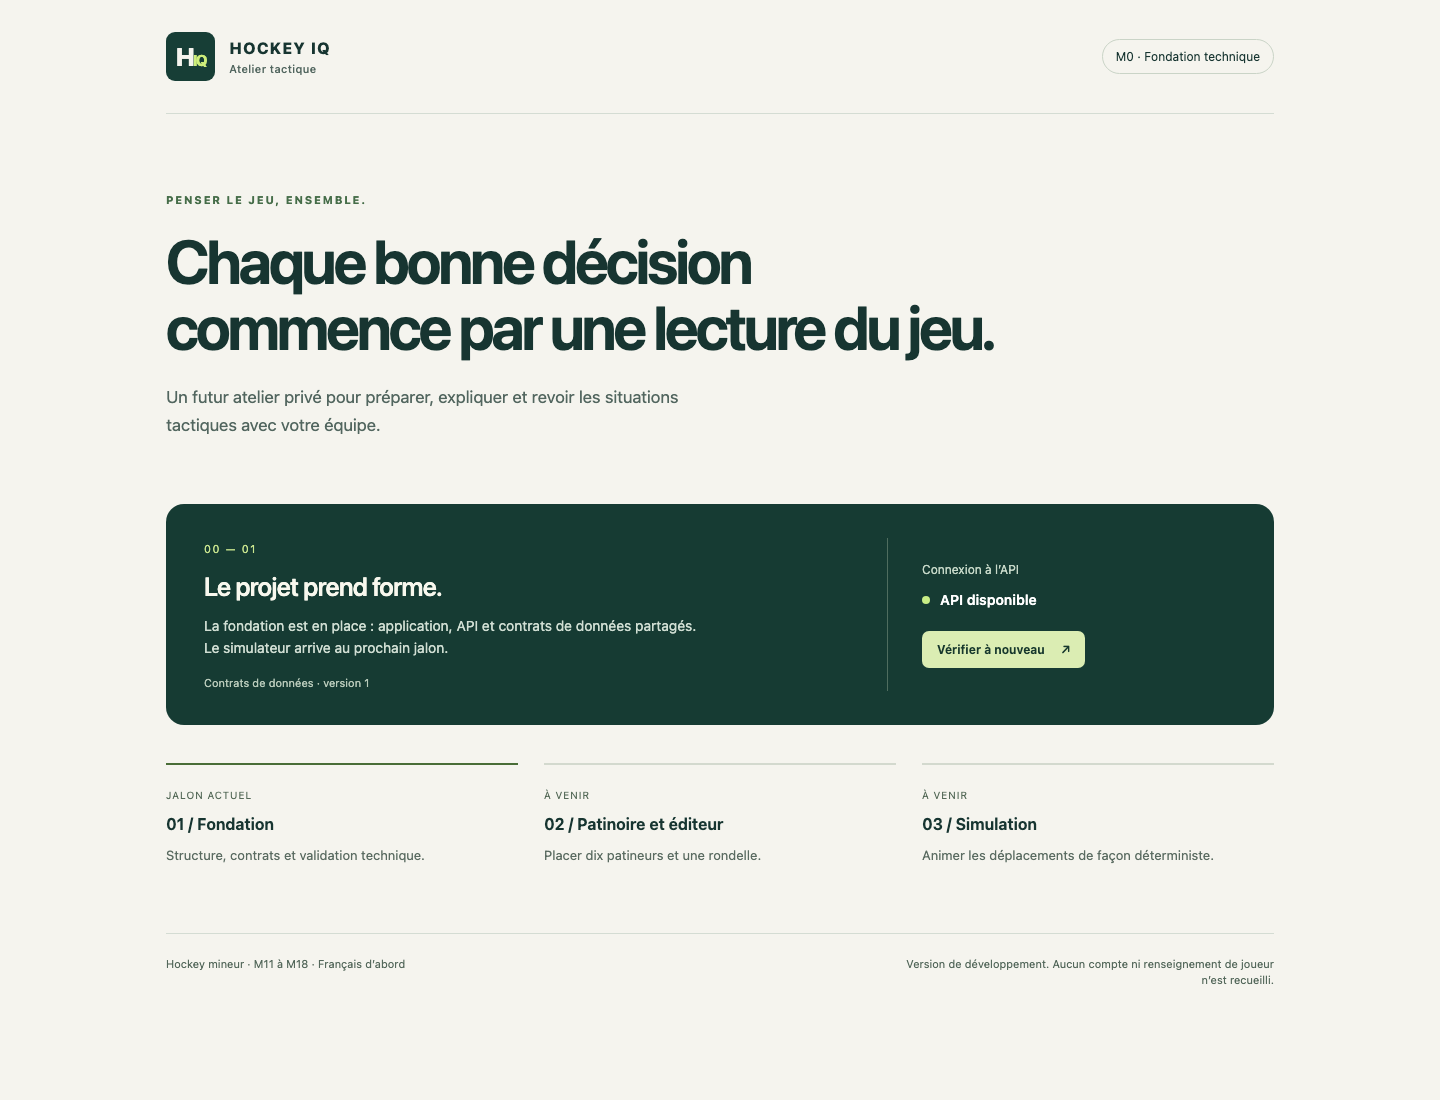 HIQ
HOCKEY IQ
Atelier tactique
M0 · Fondation technique
PENSER LE JEU, ENSEMBLE.
Chaque bonne décision
commence par une lecture du jeu.
Un futur atelier privé pour préparer, expliquer et revoir les situations
tactiques avec votre équipe.
00 — 01
Le projet prend forme.
La fondation est en place : application, API et contrats de données partagés.
Le simulateur arrive au prochain jalon.
Contrats de données · version 1
Connexion à l’API
API disponible
Vérifier à nouveau ↗
JALON ACTUEL
01 / Fondation
Structure, contrats et validation technique.
À VENIR
02 / Patinoire et éditeur
Placer dix patineurs et une rondelle.
À VENIR
03 / Simulation
Animer les déplacements de façon déterministe.
Hockey mineur · M11 à M18 · Français d’abord
Version de développement. Aucun compte ni renseignement de joueur
n’est recueilli.